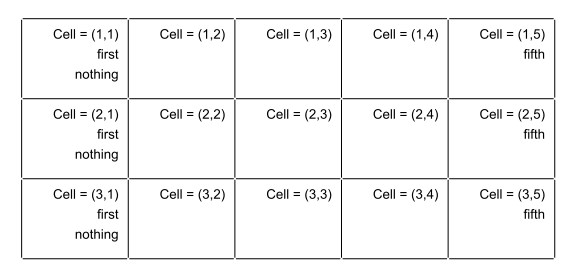 Cell = (1,1) Cell = (1,2) Cell = (1,3) Cell = (1,4) Cell = (1,5)
first fifth
nothing
Cell = (2,1) Cell = (2,2) Cell = (2,3) Cell = (2,4) Cell = (2,5)
first fifth
nothing
Cell = (3,1) Cell = (3,2) Cell = (3,3) Cell = (3,4) Cell = (3,5)
first fifth
nothing